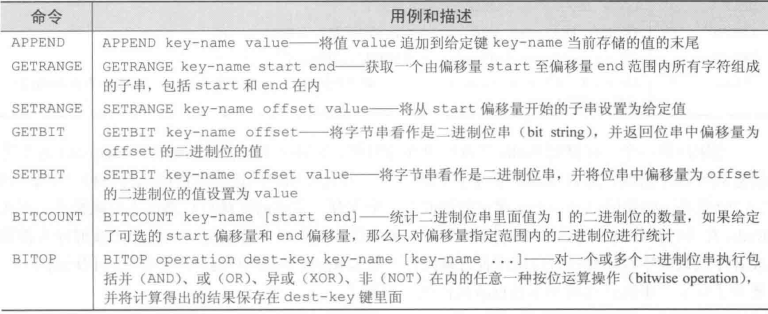 命令 用例和描述
APPEND APPEND key-name value——将值 value 追加到给定键 key-name 当前存储的值的末尾
GETRANGE GETRANGE key-name start end——获取一个由偏移量 start 至偏移量 end 范围内所有字符组成
的子串，包括 start 和 end 在内
SETRANGE SETRANGE key-name offset value——将从 start 偏移量开始的子串设置为给定值
GETBIT GETBIT key-name offset——将字节串看作是二进制位串（bit string），并返回位串中偏移量为
offset 的二进制位的值
SETBIT SETBIT key-name offset value——将字节串看作是二进制位串，并将位串中偏移量为 offset
的二进制位的值设置为 value
BITCOUNT BITCOUNT key-name [start end]——统计二进制位串里面值为 1 的二进制位的数量，如果给定
了可选的 start 偏移量和 end 偏移量，那么只对偏移量指定范围内的二进制位进行统计
BITOP BITOP operation dest-key key-name [key-name ...]——对一个或多个二进制位串执行包
括并（AND）、或（OR）、异或（XOR）、非（NOT）在内的任意一种按位运算操作（bitwise operation），
并将计算得出的结果保存在 dest-key 键里面